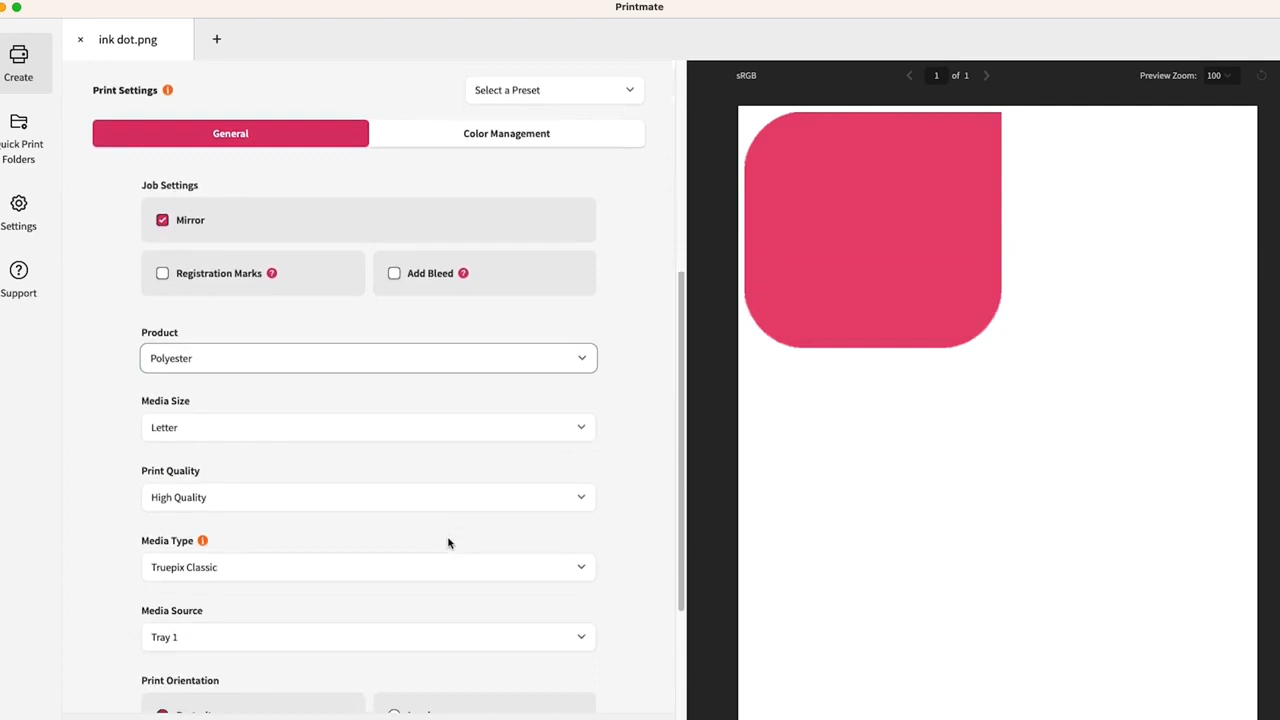 Printmate
× ink dot.png +
Create
Quick Print
Folders
Settings
Support
Print Settings
Select a Preset
General
Color Management
Job Settings
Mirror
Registration Marks ?
Add Bleed ?
Product
Polyester
Media Size
Letter
Print Quality
High Quality
Media Type
Truepix Classic
Media Source
Tray 1
Print Orientation
sRGB
1 of 1
Preview Zoom: 100